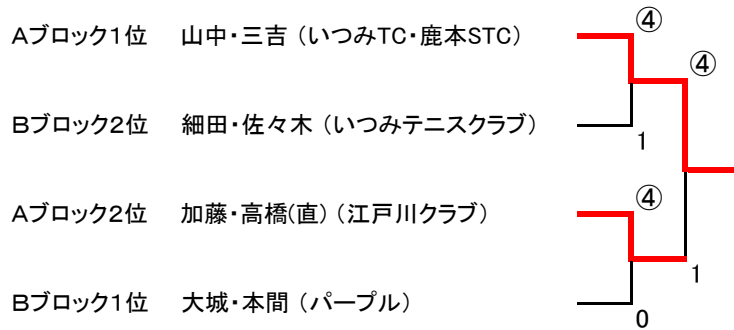 ④
Aブロック1位 山中・三吉 (いつみTC・鹿本STC)
④
Bブロック2位 細田・佐々木 (いつみテニスクラブ)
1
④
Aブロック2位 加藤・高橋(直) (江戸川クラブ)
1
Bブロック1位 大城・本間 (パープル)
0